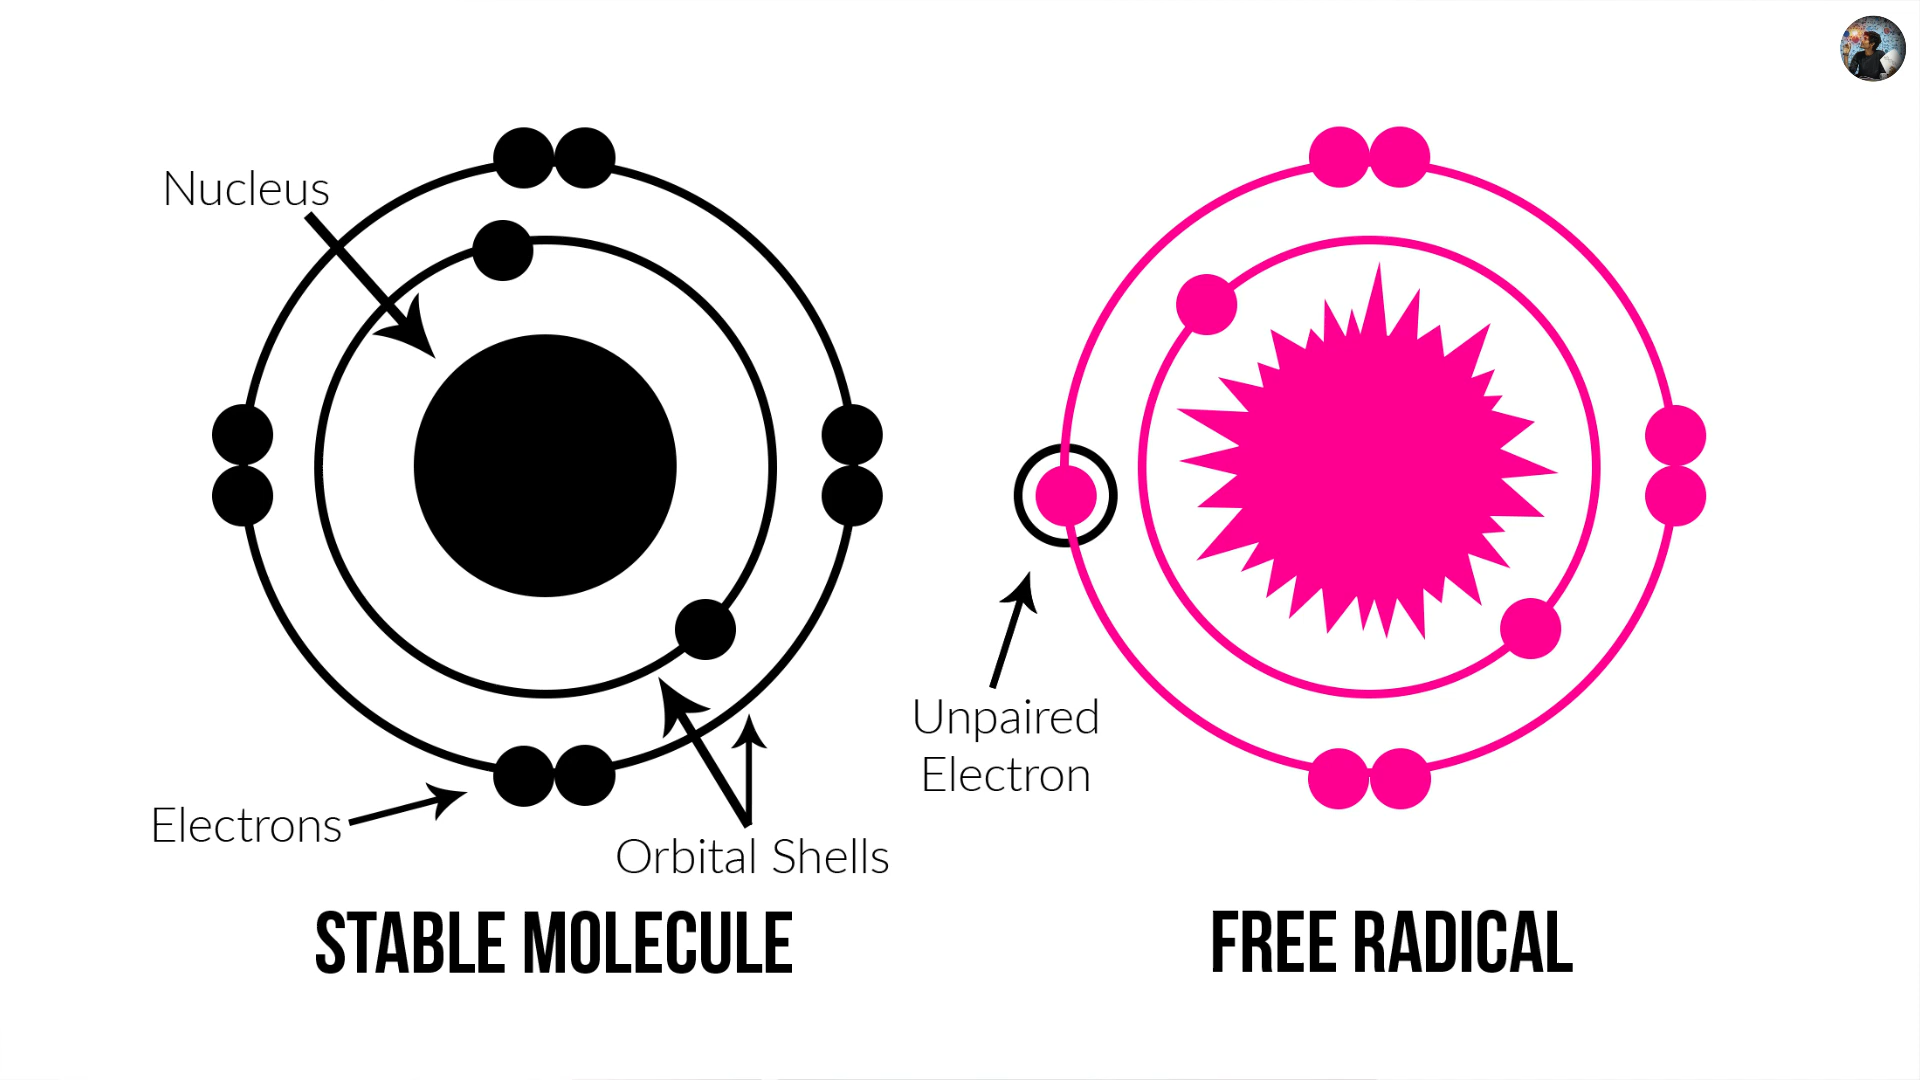 Nucleus
Electrons
Orbital Shells
STABLE MOLECULE
Unpaired
Electron
FREE RADICAL